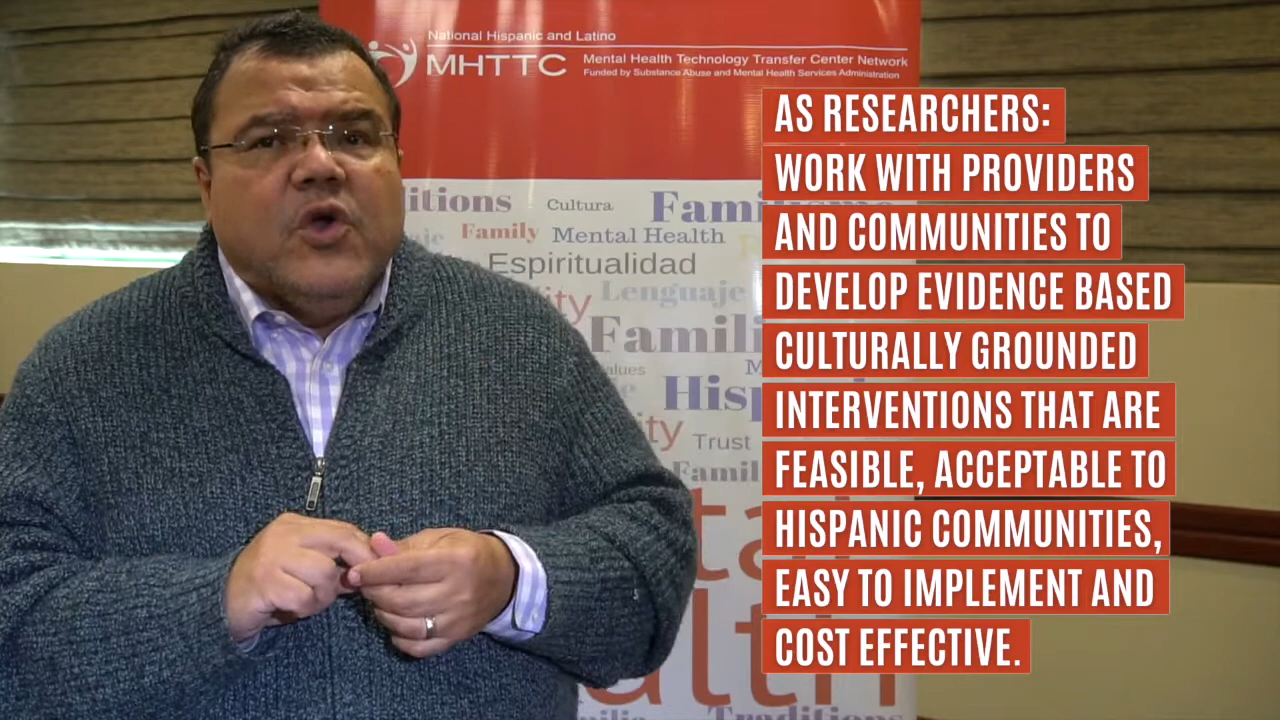 National Hispanic and Latino
MHTTC
Mental Health Technology Transfer Center Network
Funded by Substance Abuse and Mental Health Services Administration
AS RESEARCHERS:
WORK WITH PROVIDERS
AND COMMUNITIES TO
DEVELOP EVIDENCE BASED
CULTURALLY GROUNDED
INTERVENTIONS THAT ARE
FEASIBLE, ACCEPTABLE TO
HISPANIC COMMUNITIES,
EASY TO IMPLEMENT AND
COST EFFECTIVE.
Cultura
Family
Mental Health
Espiritualidad
Lenguaje
Trust
Traditions